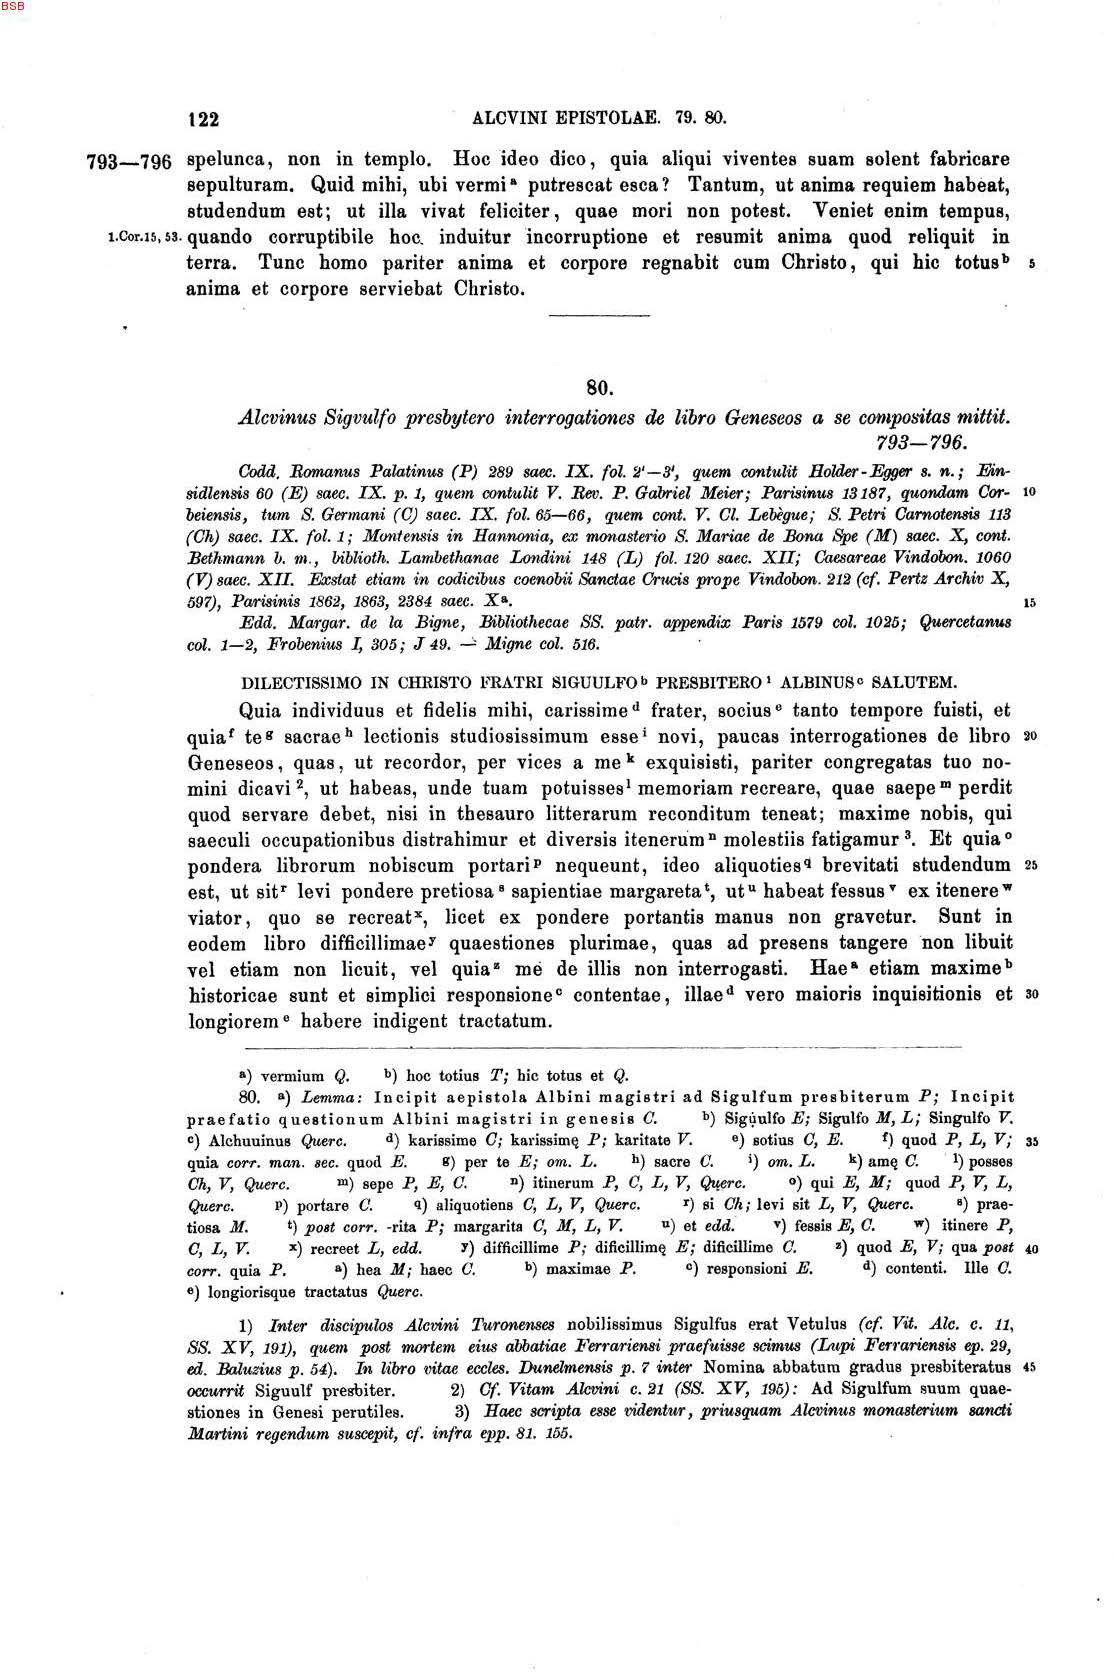 BSB
122 ALCVINI EPISTOLAE. 79. 80.
793—796 spelunca, non in templo. Hoc ideo dico, quia aliqui viventes suam solent fabricare
sepulturam. Quid mihi, ubi vermi ᵃ putrescat esca? Tantum, ut anima requiem habeat,
studendum est; ut illa vivat feliciter, quae mori non potest. Veniet enim tempus,
1.Cor.15, 53. quando corruptibile hoc induitur incorruptione et resumit anima quod reliquit in
terra. Tunc homo pariter anima et corpore regnabit cum Christo, qui hic totus ᵇ 5
anima et corpore serviebat Christo.
80.
Alcvinus Sigvulfo presbytero interrogationes de libro Geneseos a se compositas mittit.
793—796.
Codd. Romanus Palatinus (P) 289 saec. IX. fol. 2'—3', quem contulit Holder-Egger s. n.; Ein-
sidlensis 60 (E) saec. IX. p. 1, quem contulit V. Rev. P. Gabriel Meier; Parisinus 13187, quondam Cor- 10
beiensis, tum S. Germani (C) saec. IX. fol. 65—66, quem cont. V. Cl. Lebègue; S. Petri Carnotensis 113
(Ch) saec. IX. fol. 1; Montensis in Hannonia, ex monasterio S. Mariae de Bona Spe (M) saec. X, cont.
Bethmann b. m., biblioth. Lambethanae Londini 148 (L) fol. 120 saec. XII; Caesareae Vindobon. 1060
(V) saec. XII. Exstat etiam in codicibus coenobii Sanctae Crucis prope Vindobon. 212 (cf. Pertz Archiv X,
597), Parisinis 1862, 1863, 2384 saec. X ᵃ. 15
Edd. Margar. de la Bigne, Bibliothecae SS. patr. appendix Paris 1579 col. 1025; Quercetanus
col. 1—2, Frobenius I, 305; J 49. — Migne col. 516.
DILECTISSIMO IN CHRISTO FRATRI SIGUULFO ᵇ PRESBITERO ¹ ALBINUS ᶜ SALUTEM.
Quia individuus et fidelis mihi, carissime ᵈ frater, socius ᵉ tanto tempore fuisti, et
quia ᶠ te ᵍ sacrae ʰ lectionis studiosissimum esse ⁱ novi, paucas interrogationes de libro 20
Geneseos, quas, ut recordor, per vices a me ᵏ exquisisti, pariter congregatas tuo no-
mini dicavi ², ut habeas, unde tuam potuisses ˡ memoriam recreare, quae saepe ᵐ perdit
quod servare debet, nisi in thesauro litterarum reconditum teneat; maxime nobis, qui
saeculi occupationibus distrahimur et diversis itenerum ⁿ molestiis fatigamur ³. Et quia ᵒ
pondera librorum nobiscum portari ᵖ nequeunt, ideo aliquoties q brevitati studendum 25
est, ut sit ʳ levi pondere pretiosa ˢ sapientiae margareta ᵗ, ut ᵘ habeat fessus ᵛ ex itenere ʷ
viator, quo se recreat ˣ, licet ex pondere portantis manus non gravetur. Sunt in
eodem libro difficillimae ʸ quaestiones plurimae, quas ad presens tangere non libuit
vel etiam non licuit, vel quia ᶻ me de illis non interrogasti. Hae ᵃ etiam maxime ᵇ
historicae sunt et simplici responsione ᶜ contentae, illae ᵈ vero maioris inquisitionis et 30
longiorem ᵉ habere indigent tractatum.
a) vermium Q. b) hoc totius T; hic totus et Q.
80. a) Lemma: Incipit aepistola Albini magistri ad Sigulfum presbiterum P; Incipit
praefatio questionum Albini magistri in genesis C. b) Sigúulfo E; Sigulfo M, L; Singulfo V.
c) Alchuuinus Querc. d) karissime C; karissimę P; karitate V. e) sotius C, E. f) quod P, L, V; 35
quia corr. man. sec. quod E. g) per te E; om. L. h) sacre C. i) om. L. k) amę C. l) posses
Ch, V, Querc. m) sepe P, E, C. n) itinerum P, C, L, V, Querc. o) qui E, M; quod P, V, L,
Querc. p) portare C. q) aliquotiens C, L, V, Querc. r) si Ch; levi sit L, V, Querc. s) prae-
tiosa M. t) post corr. -rita P; margarita C, M, L, V. u) et edd. v) fessis E, C. w) itinere P,
C, L, V. x) recreet L, edd. y) difficillime P; dificillimę E; dificillime C. z) quod E, V; qua post 40
corr. quia P. a) hea M; haec C. b) maximae P. c) responsioni E. d) contenti. Ille C.
e) longiorisque tractatus Querc.
1) Inter discipulos Alcvini Turonenses nobilissimus Sigulfus erat Vetulus (cf. Vit. Alc. c. 11,
SS. XV, 191), quem post mortem eius abbatiae Ferrariensi praefuisse scimus (Lupi Ferrariensis ep. 29,
ed. Baluzius p. 54). In libro vitae eccles. Dunelmensis p. 7 inter Nomina abbatum gradus presbiteratus 45
occurrit Siguulf presbiter. 2) Cf. Vitam Alcvini c. 21 (SS. XV, 195): Ad Sigulfum suum quae-
stiones in Genesi perutiles. 3) Haec scripta esse videntur, priusquam Alcvinus monasterium sancti
Martini regendum suscepit, cf. infra epp. 81. 155.